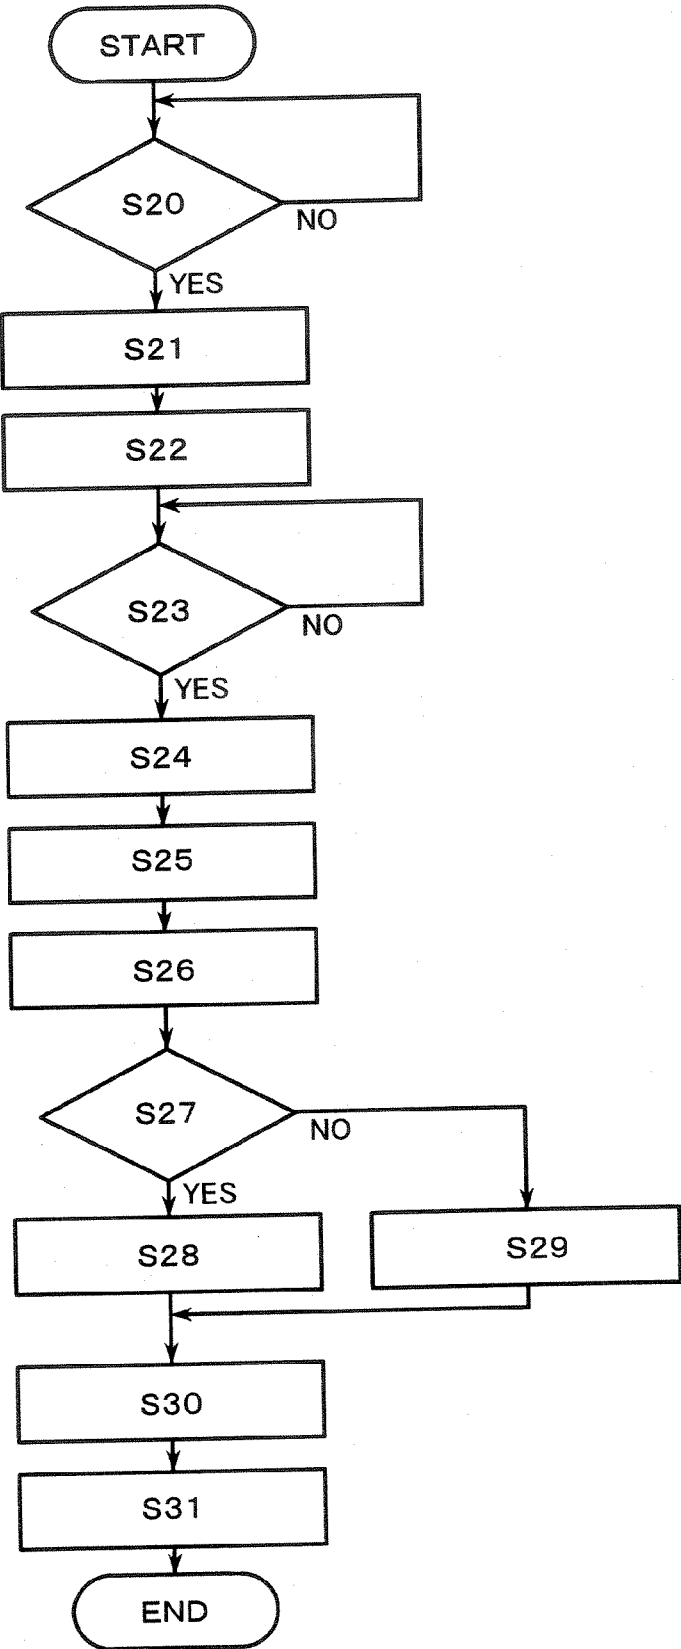 START
S20
NO
YES
S21
S22
S23
NO
YES
S24
S25
S26
S27
NO
YES
S28
S29
S30
S31
END